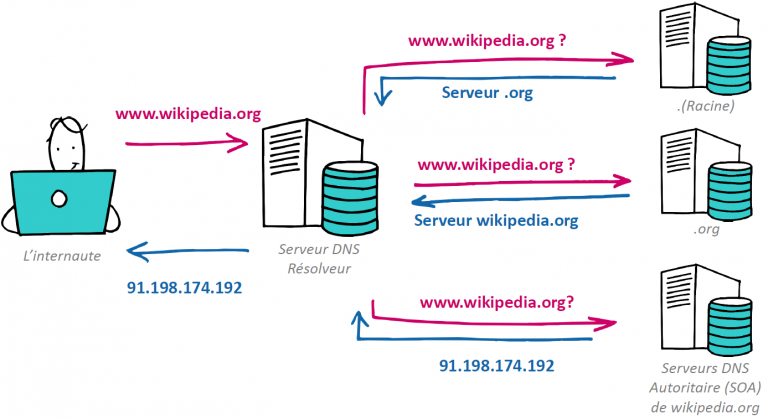 www.wikipedia.org ?
Serveur .org
.(Racine)
www.wikipedia.org
www.wikipedia.org ?
Serveur wikipedia.org
.org
L'internaute
Serveur DNS
Résolveur
91.198.174.192
www.wikipedia.org?
91.198.174.192
Serveurs DNS
Autoritaire (SOA)
de wikipedia.org